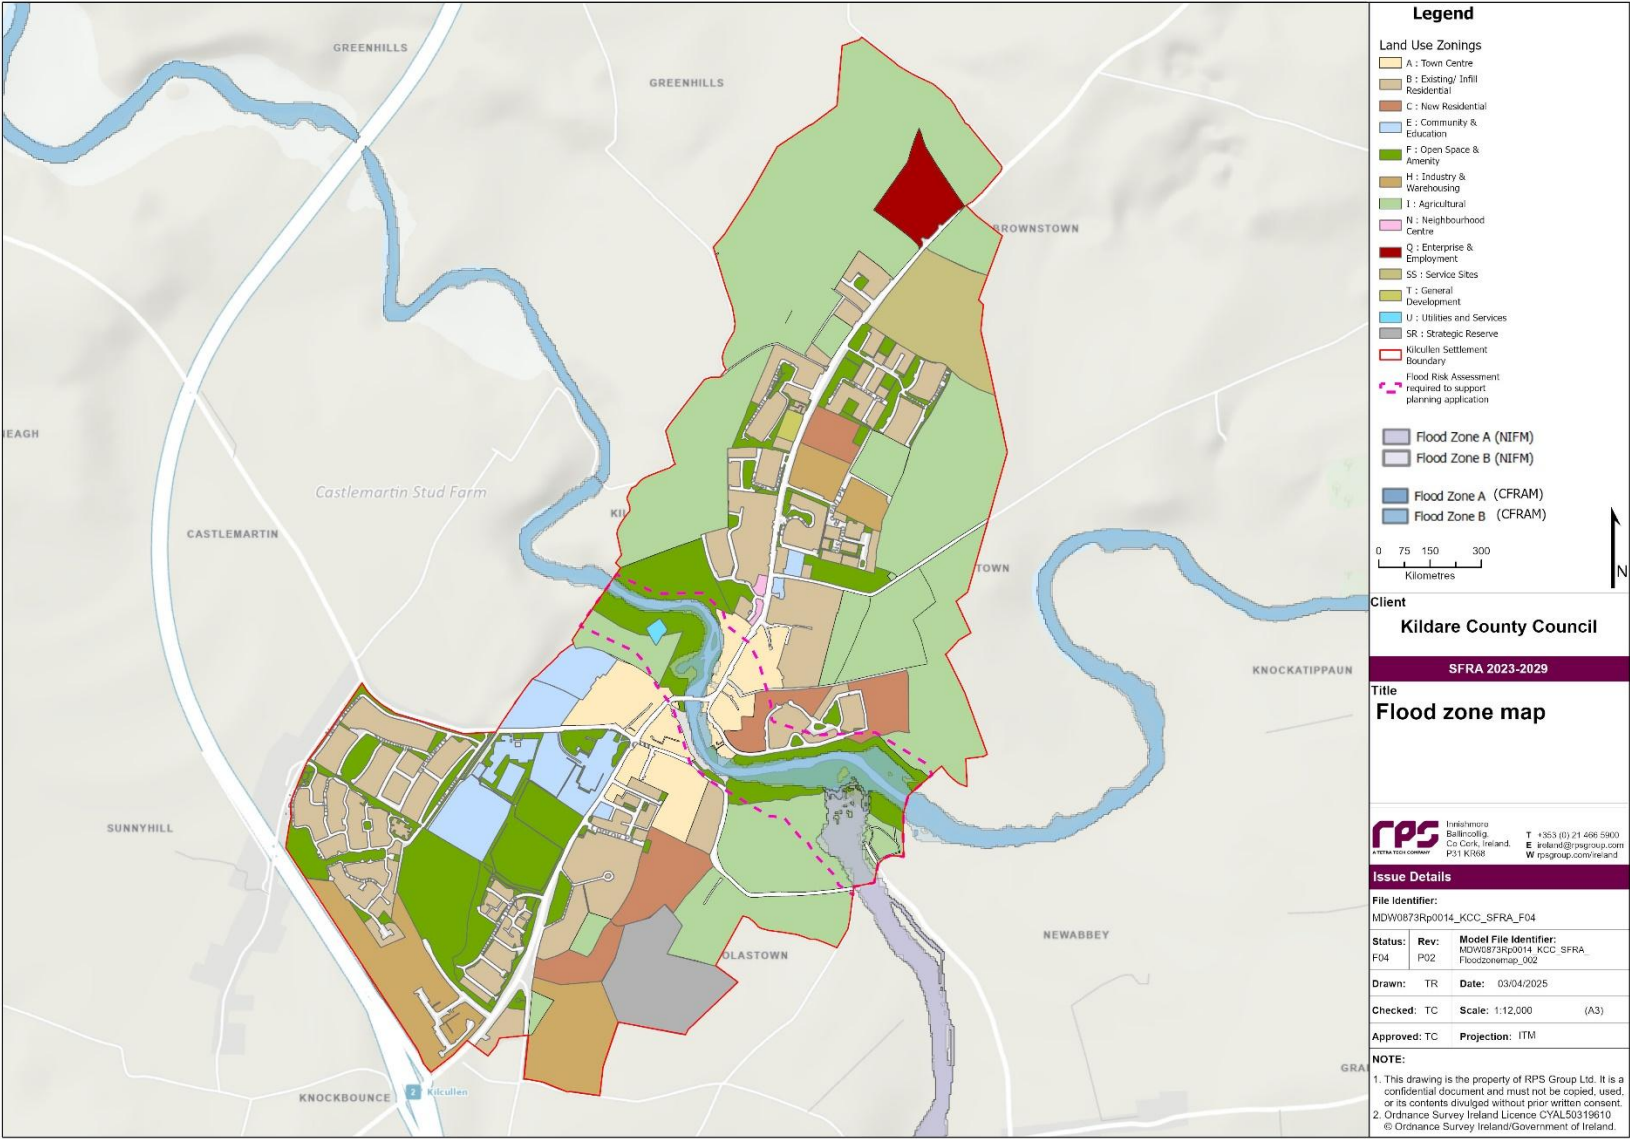 GREENHILLS
GREENHILLS
BROWNSTOWN
IEAGH
Castlemartin Stud Farm
CASTLEMARTIN
KIL
TOWN
KNOCKATIPPAUN
SUNNYHILL
NEWABBEY
OLASTOWN
KNOCKBOUNCE
2 Kilcullen
GRA
Legend
Land Use Zonings
A : Town Centre
B : Existing/ Infill
Residential
C : New Residential
E : Community &
Education
F : Open Space &
Amenity
H : Industry &
Warehousing
I : Agricultural
N : Neighbourhood
Centre
Q : Enterprise &
Employment
SS : Service Sites
T : General
Development
U : Utilities and Services
SR : Strategic Reserve
Kilcullen Settlement
Boundary
Flood Risk Assessment
required to support
planning application
Flood Zone A (NIFM)
Flood Zone B (NIFM)
Flood Zone A (CFRAM)
Flood Zone B (CFRAM)
0 75 150 300
Kilometres
N
Client
Kildare County Council
SFRA 2023-2029
Title
Flood zone map
rps
A TETRA TECH COMPANY
Innishmore
Ballincollig,
Co Cork, Ireland.
P31 KR68
T +353 (0) 21 466 5900
E ireland@rpsgroup.com
W rpsgroup.com/ireland
Issue Details
File Identifier:
MDW0873Rp0014_KCC_SFRA_F04
Status: Rev: Model File Identifier:
F04 P02 MDW0873Rp0014_KCC_SFRA_
Floodzonemap_002
Drawn: TR Date: 03/04/2025
Checked: TC Scale: 1:12,000 (A3)
Approved: TC Projection: ITM
NOTE:
1. This drawing is the property of RPS Group Ltd. It is a
confidential document and must not be copied, used,
or its contents divulged without prior written consent.
2. Ordnance Survey Ireland Licence CYAL50319610
© Ordnance Survey Ireland/Government of Ireland.